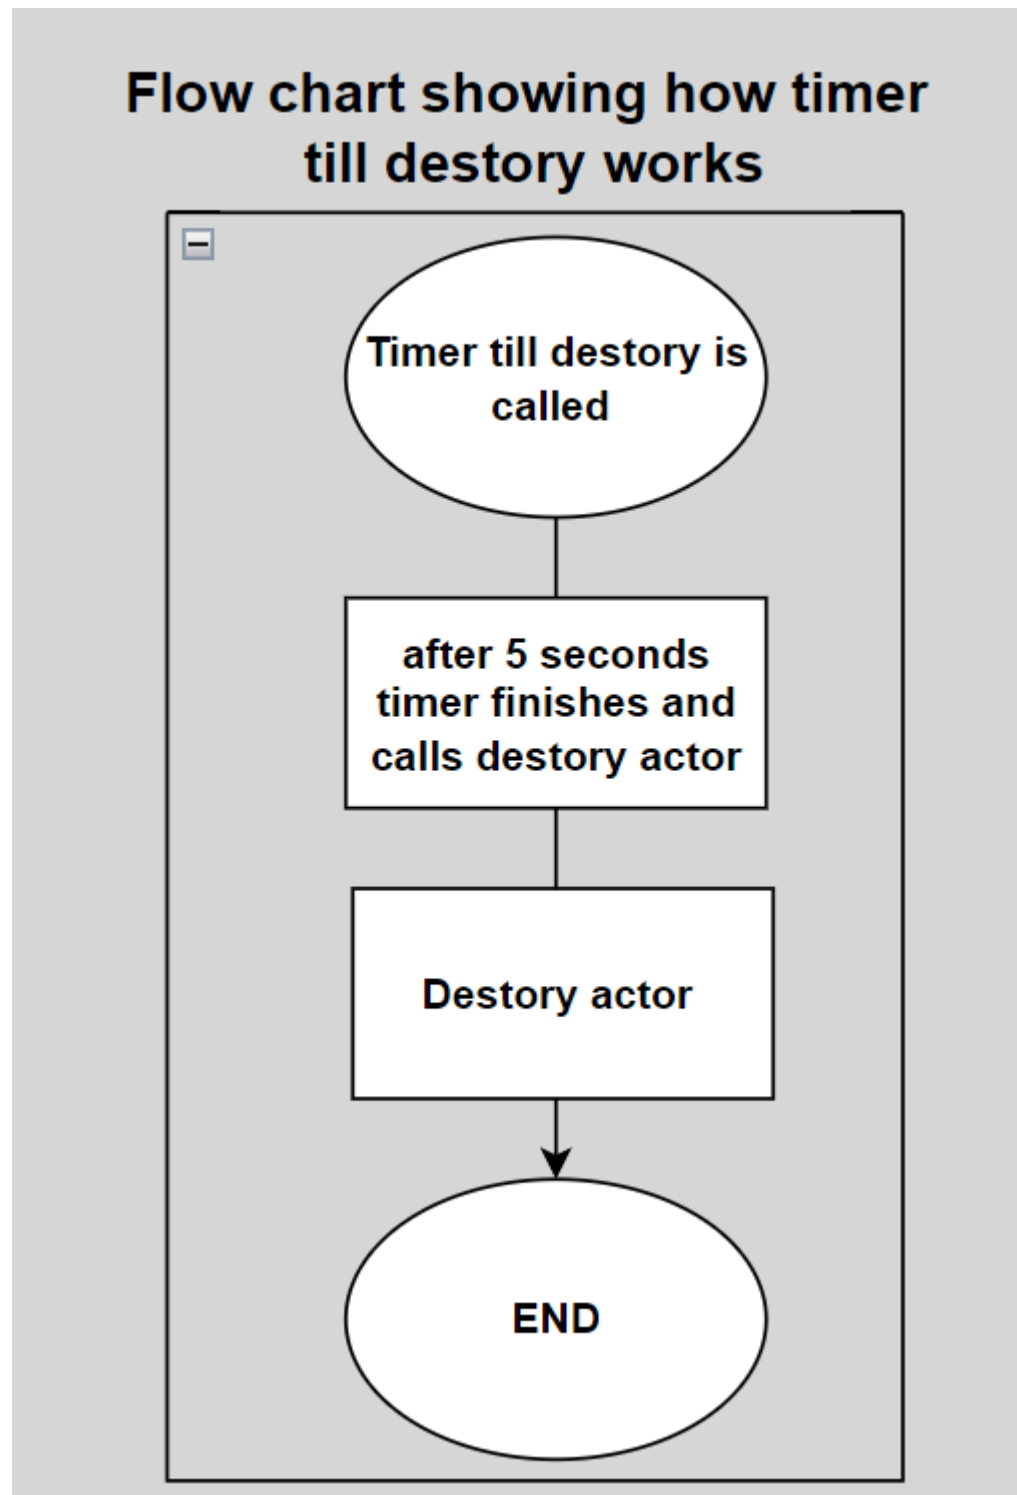 Flow chart showing how timer
till destory works
Timer till destory is
called
after 5 seconds
timer finishes and
calls destory actor
Destory actor
END